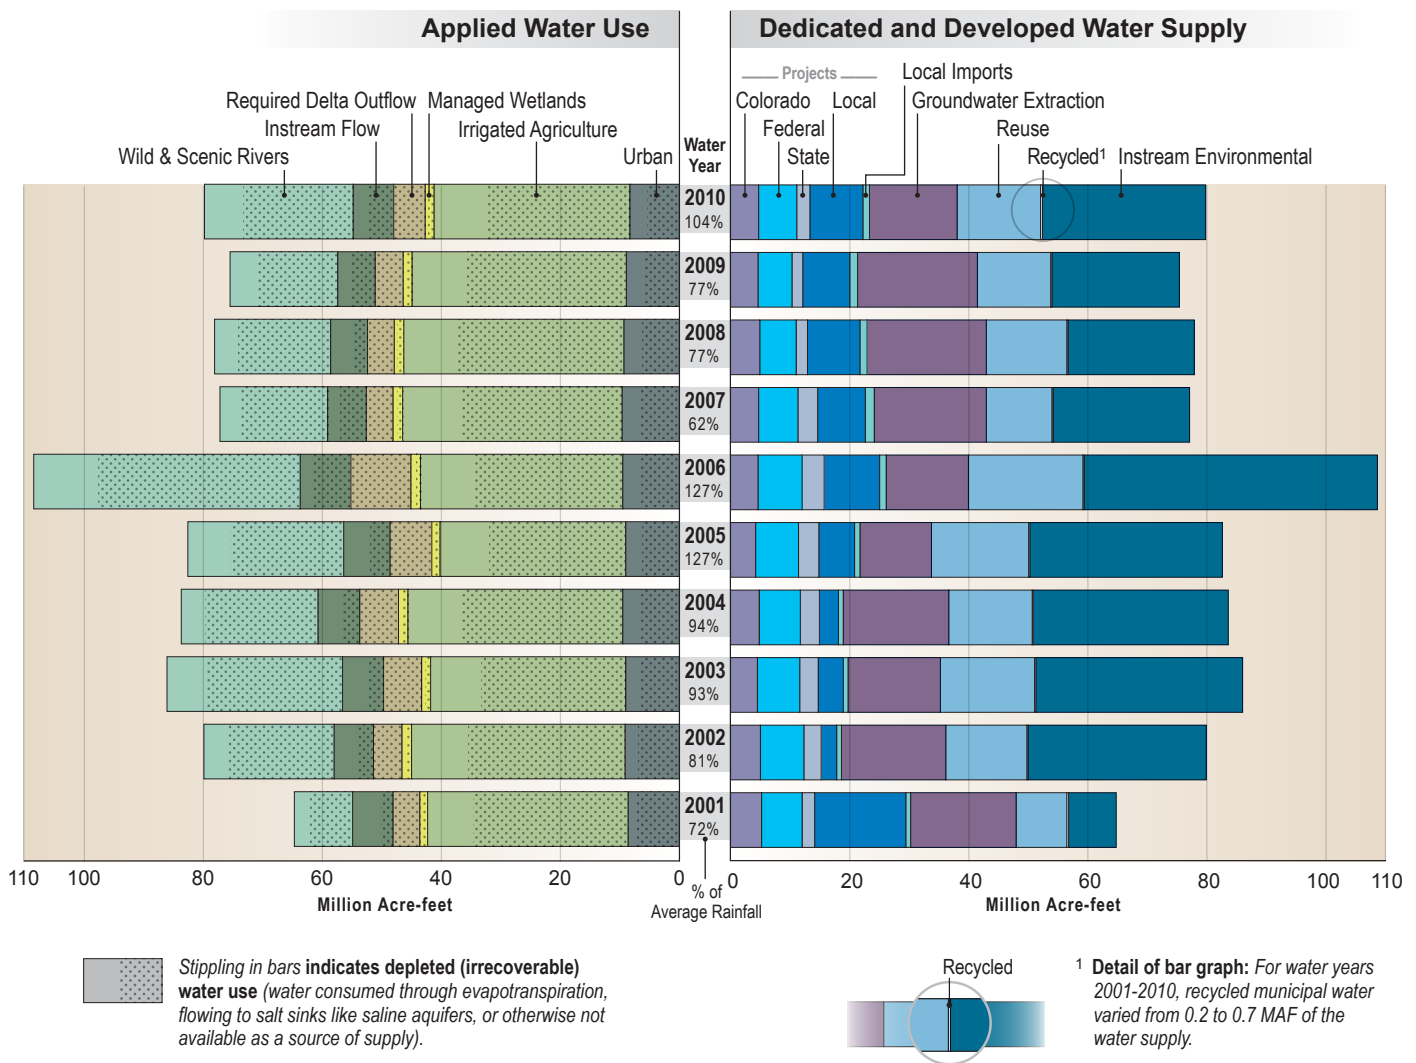 Applied Water Use
Dedicated and Developed Water Supply
Projects
Local Imports
Required Delta Outflow
Managed Wetlands
Colorado
Local
Groundwater Extraction
Instream Flow
Irrigated Agriculture
Federal
Reuse
Wild & Scenic Rivers
Urban
Water
Year
State
Recycled¹
Instream Environmental
2010
104%
2009
77%
2008
77%
2007
62%
2006
127%
2005
127%
2004
94%
2003
93%
2002
81%
2001
72%
110 100 80 60 40 20 0
Million Acre-feet
% of
Average Rainfall
0 20 40 60 80 100 110
Million Acre-feet
Stippling in bars indicates depleted (irrecoverable)
water use (water consumed through evapotranspiration,
flowing to salt sinks like saline aquifers, or otherwise not
available as a source of supply).
Recycled
¹ Detail of bar graph: For water years
2001-2010, recycled municipal water
varied from 0.2 to 0.7 MAF of the
water supply.